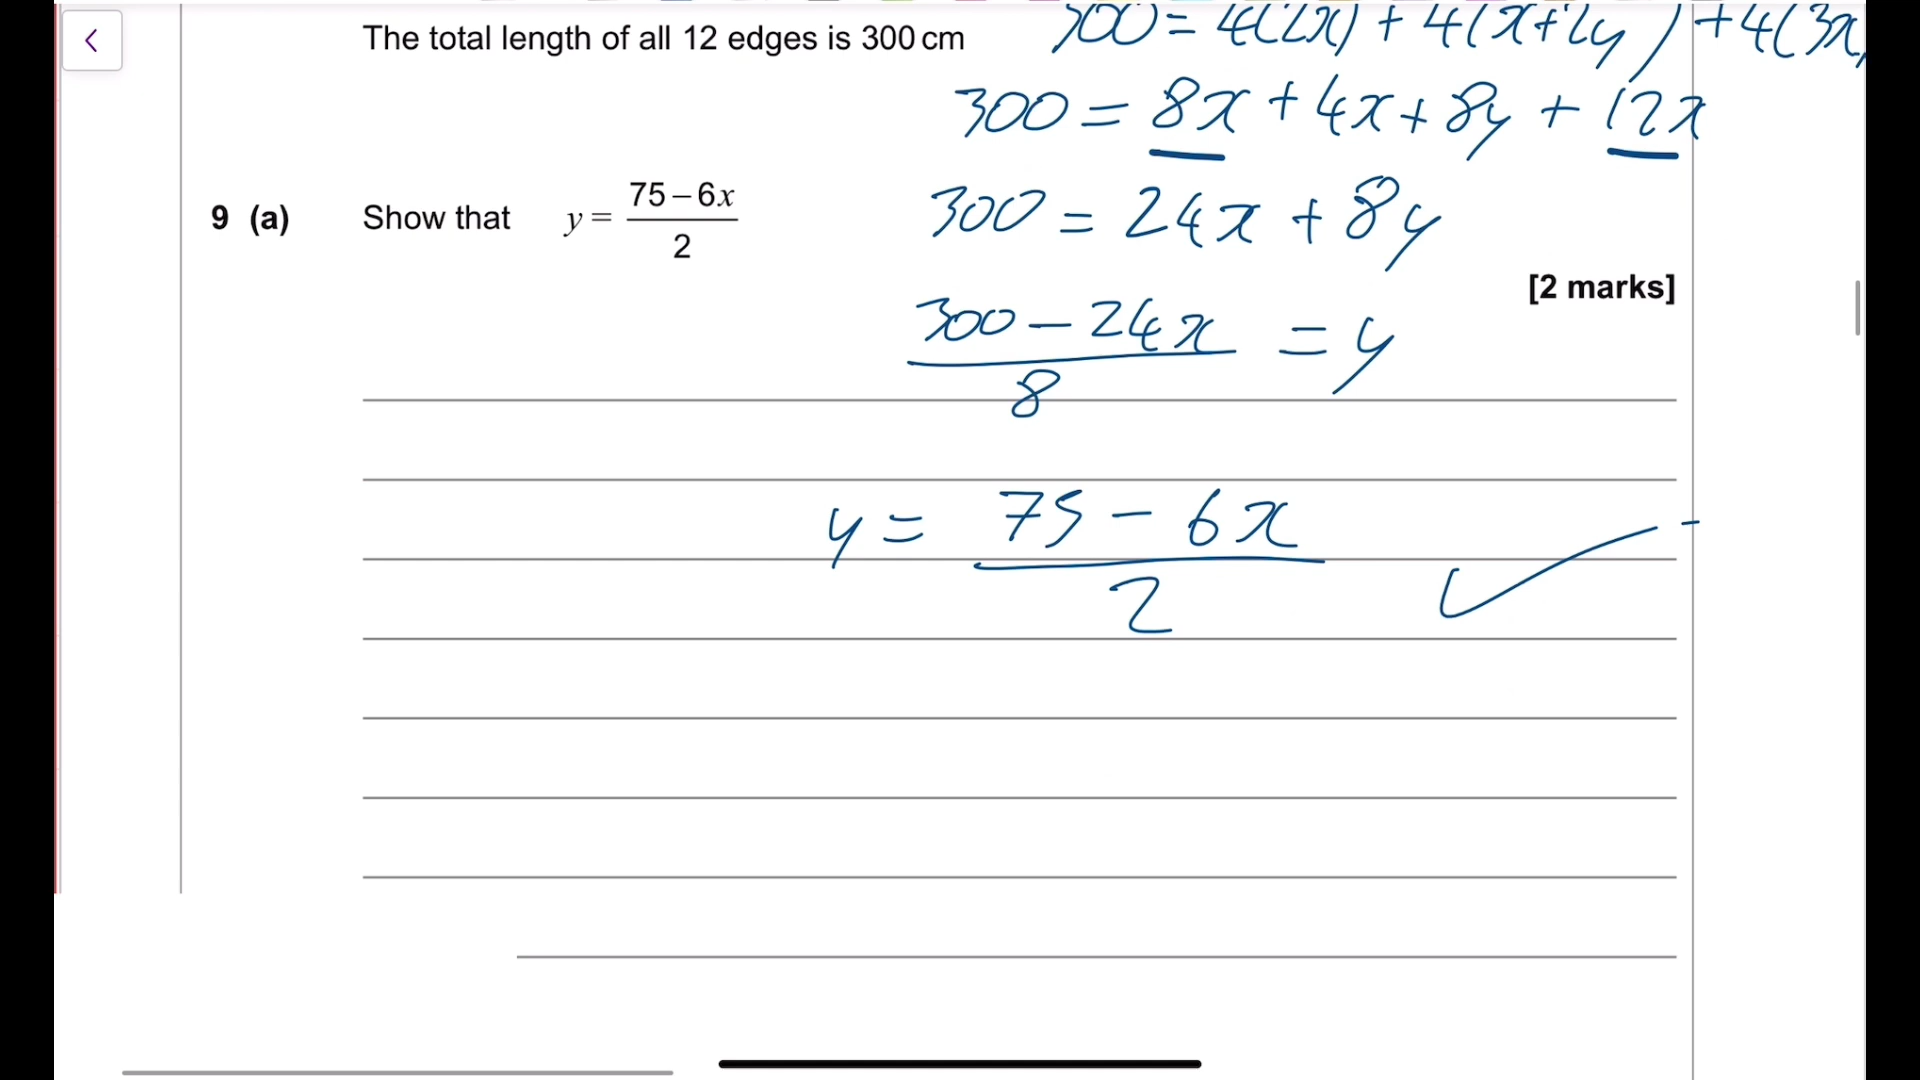 300 = 4(2x) + 4(x+2y) + 4(3x)
The total length of all 12 edges is 300 cm
300 = 8x + 4x + 8y + 12x
9 (a) Show that y = 75 – 6x / 2
300 = 24x + 8y
[2 marks]
300 – 24x / 8 = y
y = 75 – 6x / 2